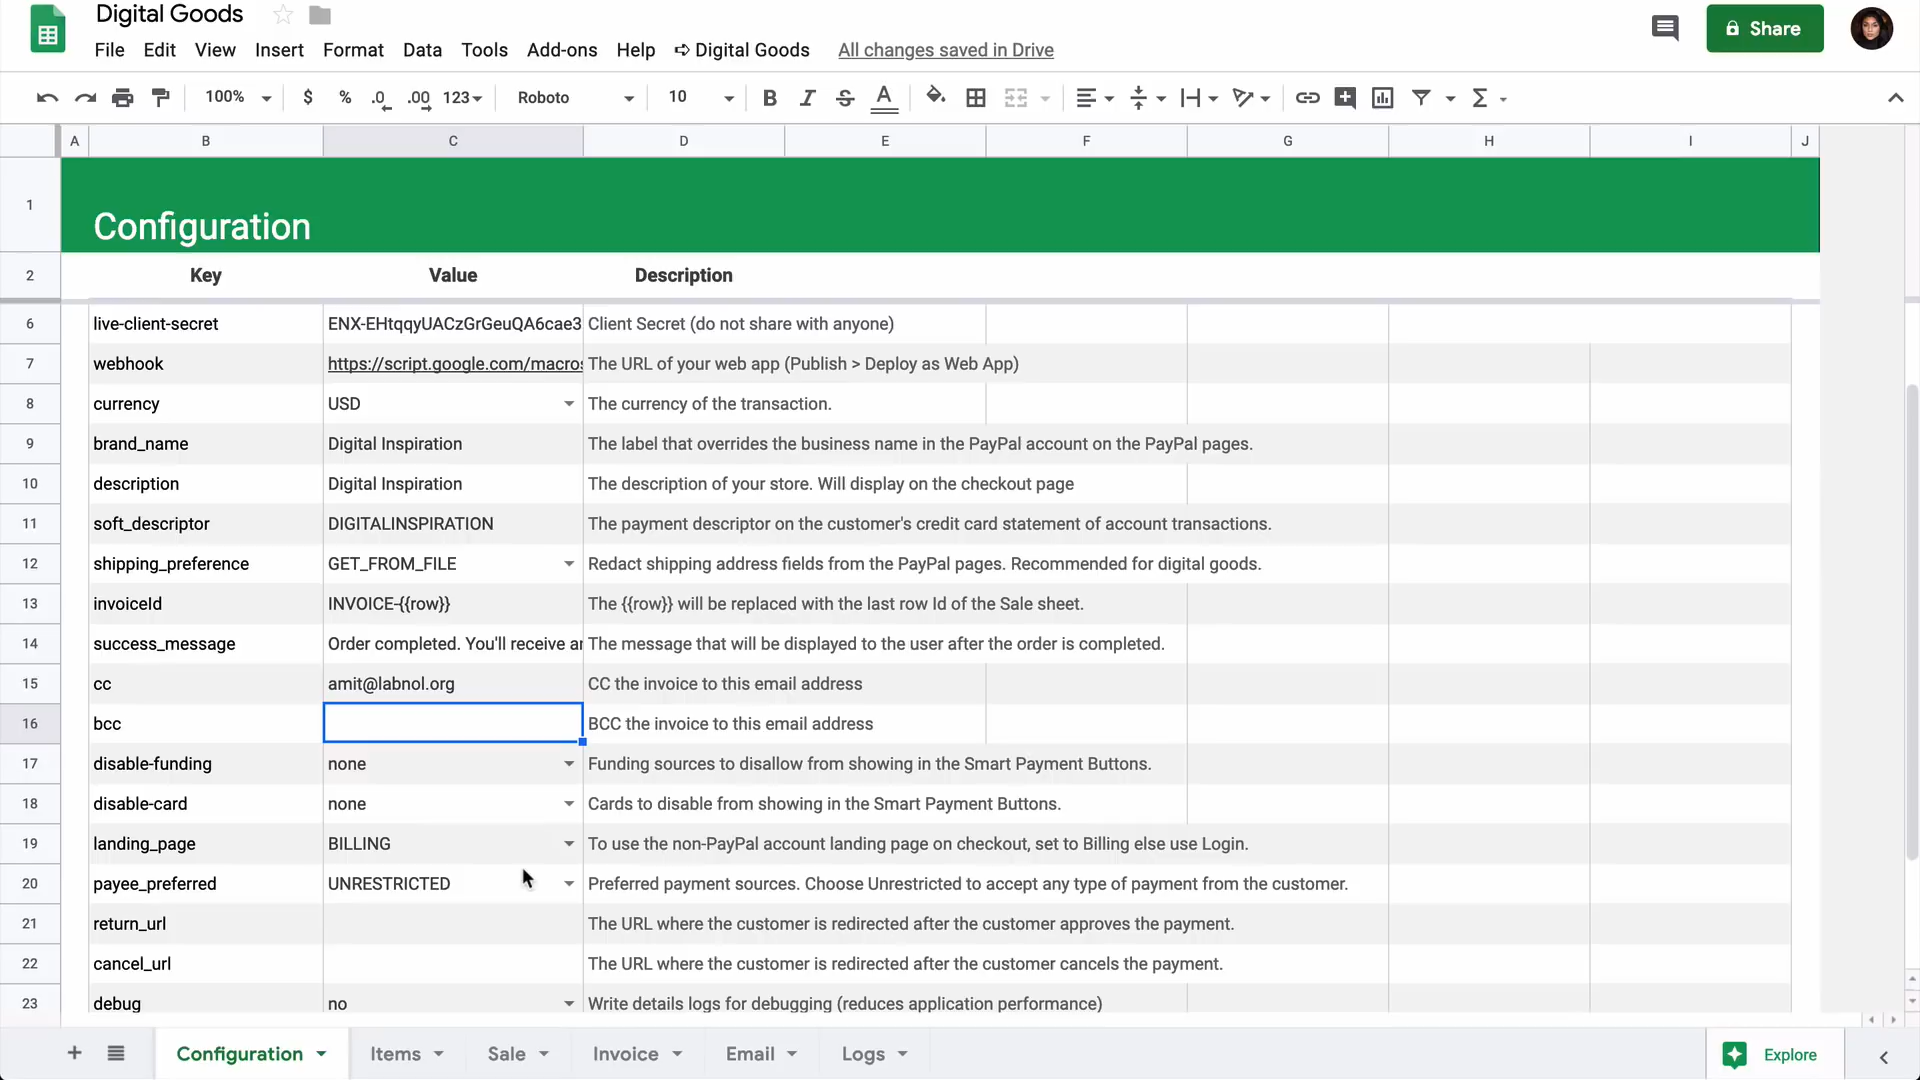 Digital Goods
File Edit View Insert Format Data Tools Add-ons Help ➪ Digital Goods All changes saved in Drive
Share
100% $ % .0 .00 123 Roboto 10 B I S A Σ
A B C D E F G H I J
1 Configuration
2 Key Value Description
6 live-client-secret ENX-EHtqqyUACzGrGeuQA6cae3 Client Secret (do not share with anyone)
7 webhook https://script.google.com/macros The URL of your web app (Publish > Deploy as Web App)
8 currency USD The currency of the transaction.
9 brand_name Digital Inspiration The label that overrides the business name in the PayPal account on the PayPal pages.
10 description Digital Inspiration The description of your store. Will display on the checkout page
11 soft_descriptor DIGITALINSPIRATION The payment descriptor on the customer's credit card statement of account transactions.
12 shipping_preference GET_FROM_FILE Redact shipping address fields from the PayPal pages. Recommended for digital goods.
13 invoiceId INVOICE-{{row}} The {{row}} will be replaced with the last row Id of the Sale sheet.
14 success_message Order completed. You'll receive an The message that will be displayed to the user after the order is completed.
15 cc amit@labnol.org CC the invoice to this email address
16 bcc BCC the invoice to this email address
17 disable-funding none Funding sources to disallow from showing in the Smart Payment Buttons.
18 disable-card none Cards to disable from showing in the Smart Payment Buttons.
19 landing_page BILLING To use the non-PayPal account landing page on checkout, set to Billing else use Login.
20 payee_preferred UNRESTRICTED Preferred payment sources. Choose Unrestricted to accept any type of payment from the customer.
21 return_url The URL where the customer is redirected after the customer approves the payment.
22 cancel_url The URL where the customer is redirected after the customer cancels the payment.
23 debug no Write details logs for debugging (reduces application performance)
+ Configuration Items Sale Invoice Email Logs Explore